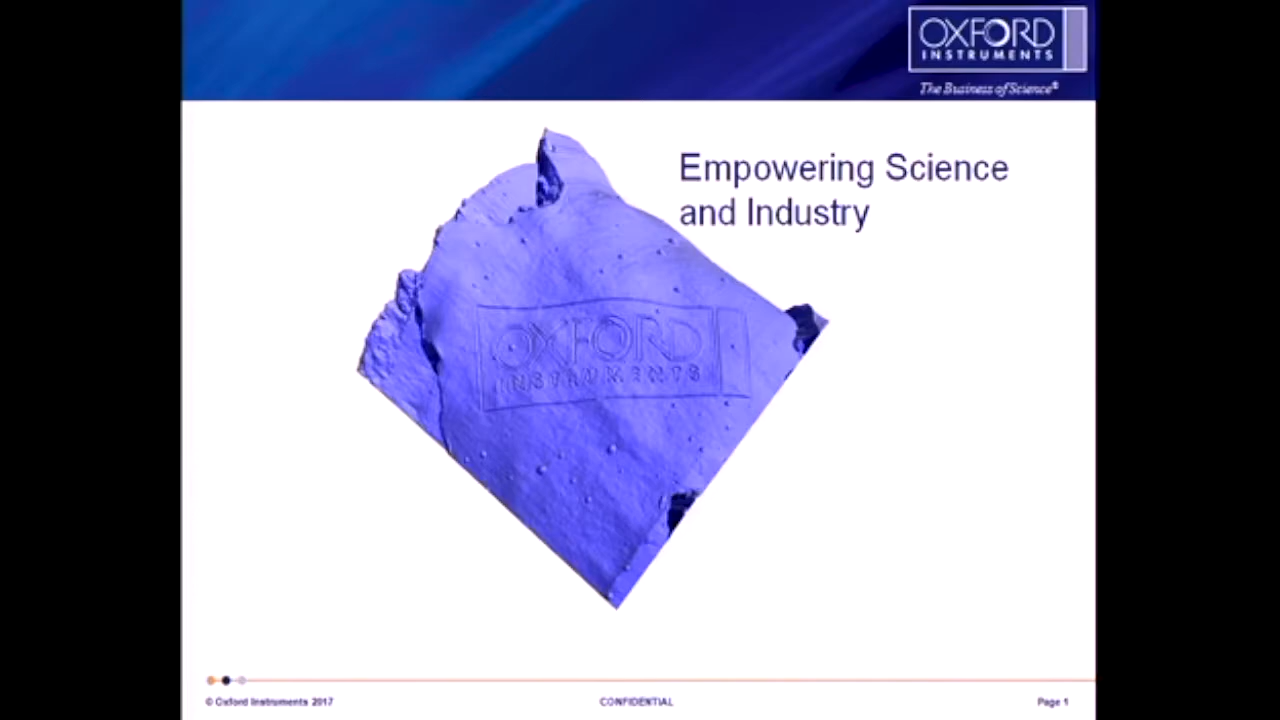 OXFORD
INSTRUMENTS
The Business of Science®
Empowering Science
and Industry
OXFORD
INSTRUMENTS
© Oxford Instruments 2017
CONFIDENTIAL
Page 1